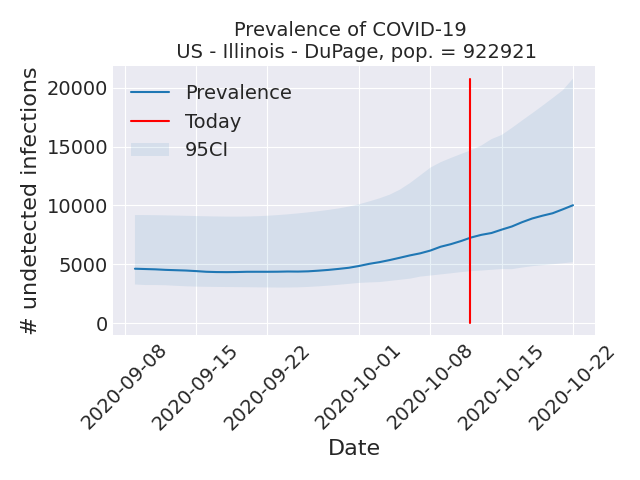 Prevalence of COVID-19
US - Illinois - DuPage, pop. = 922921
# undetected infections
20000
15000
10000
5000
0
Prevalence
Today
95CI
2020-09-08
2020-09-15
2020-09-22
2020-10-01
2020-10-08
2020-10-15
2020-10-22
Date